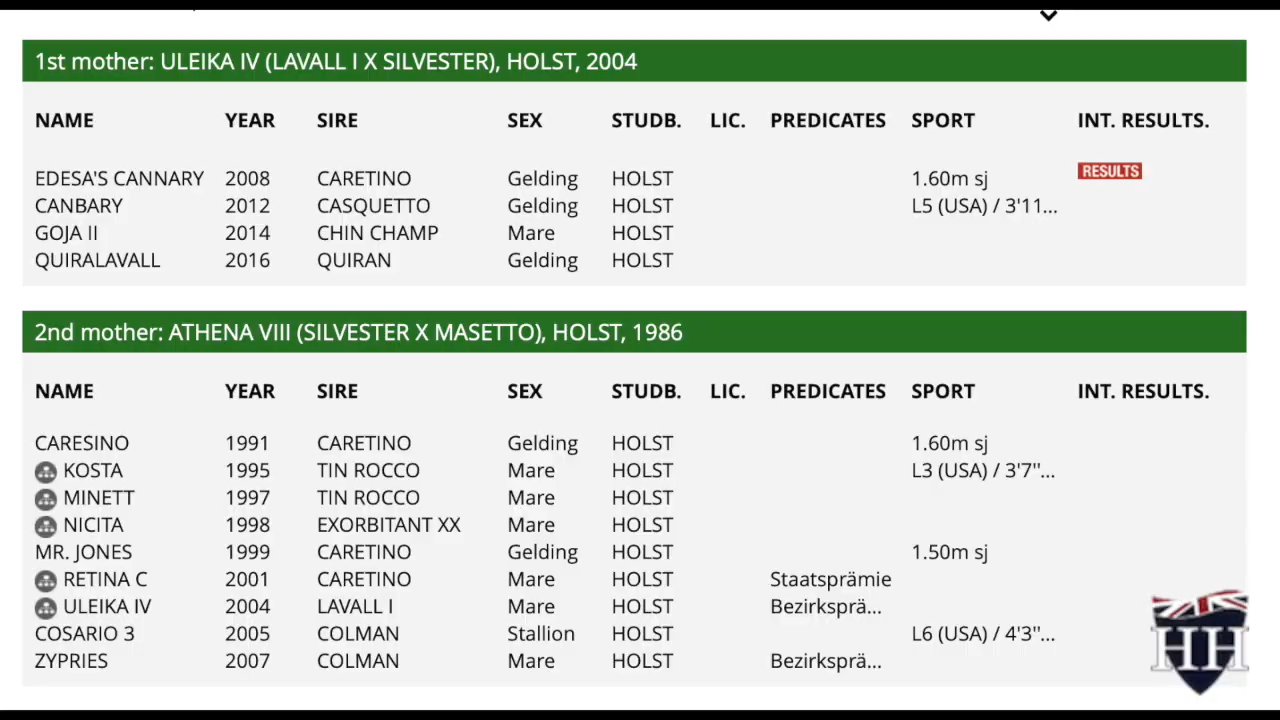 1st mother: ULEIKA IV (LAVALL I X SILVESTER), HOLST, 2004
NAME YEAR SIRE SEX STUDB. LIC. PREDICATES SPORT INT. RESULTS.
EDESA'S CANNARY 2008 CARETINO Gelding HOLST 1.60m sj RESULTS
CANBARY 2012 CASQUETTO Gelding HOLST L5 (USA) / 3'11...
GOJA II 2014 CHIN CHAMP Mare HOLST
QUIRALAVALL 2016 QUIRAN Gelding HOLST
2nd mother: ATHENA VIII (SILVESTER X MASETTO), HOLST, 1986
NAME YEAR SIRE SEX STUDB. LIC. PREDICATES SPORT INT. RESULTS.
CARESINO 1991 CARETINO Gelding HOLST 1.60m sj
KOSTA 1995 TIN ROCCO Mare HOLST L3 (USA) / 3'7"...
MINETT 1997 TIN ROCCO Mare HOLST
NICITA 1998 EXORBITANT XX Mare HOLST
MR. JONES 1999 CARETINO Gelding HOLST 1.50m sj
RETINA C 2001 CARETINO Mare HOLST Staatsprämie
ULEIKA IV 2004 LAVALL I Mare HOLST Bezirksprä...
COSARIO 3 2005 COLMAN Stallion HOLST L6 (USA) / 4'3"...
ZYPRIES 2007 COLMAN Mare HOLST Bezirksprä...
HH